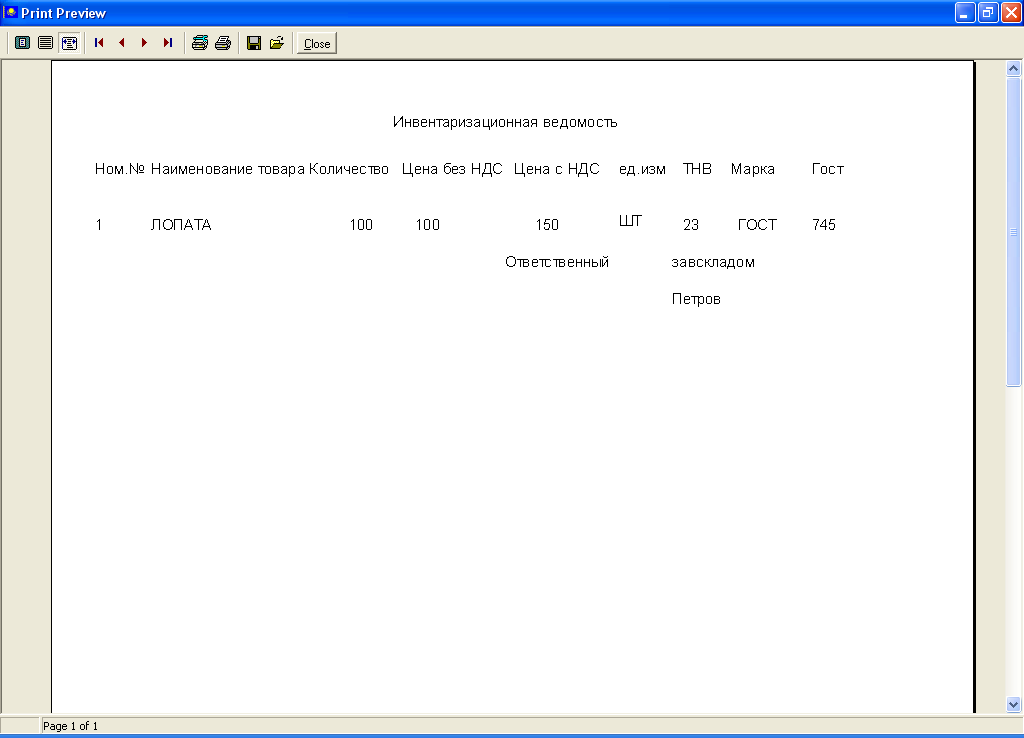 Print Preview
Close
Инвентаризационная ведомость
Ном.№ Наименование товара Количество Цена без НДС Цена с НДС ед.изм ТНВ Марка Гост
1 ЛОПАТА 100 100 150 ШТ 23 ГОСТ 745
Ответственный завскладом
Петров
Page 1 of 1